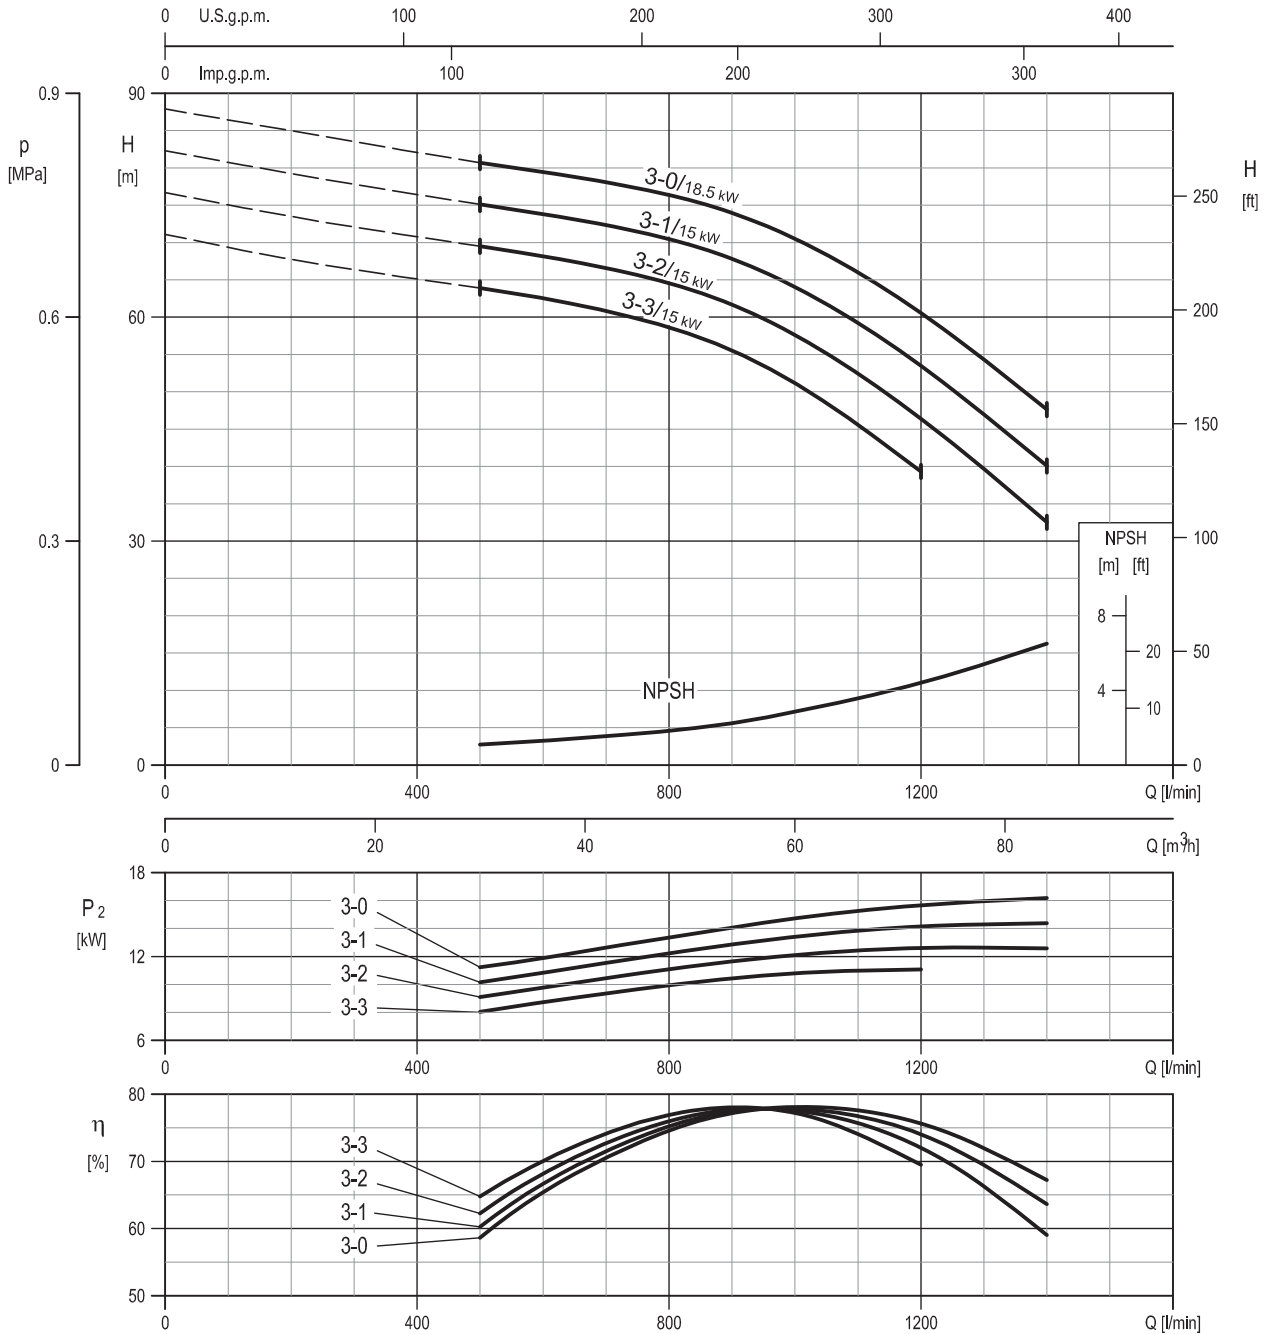 0 U.S.g.p.m. 100 200 300 400
0 Imp.g.p.m. 100 200 300
0.9 90
p H
[MPa] [m]
H
[ft]
3-0/18.5 kW
250
3-1/15 kW
3-2/15 kW
3-3/15 kW
0.6 60 200
150
0.3 30 100
NPSH
[m] [ft]
8
20 50
NPSH
4
10
0 0 0
0 400 800 1200 Q [l/min]
0 20 40 60 80 Q [m³/h]
18
P2
[kW]
3-0
3-1
12
3-2
3-3
6
0 400 800 1200 Q [l/min]
80
η
[%]
3-3
70
3-2
3-1
60
3-0
50
0 400 800 1200 Q [l/min]